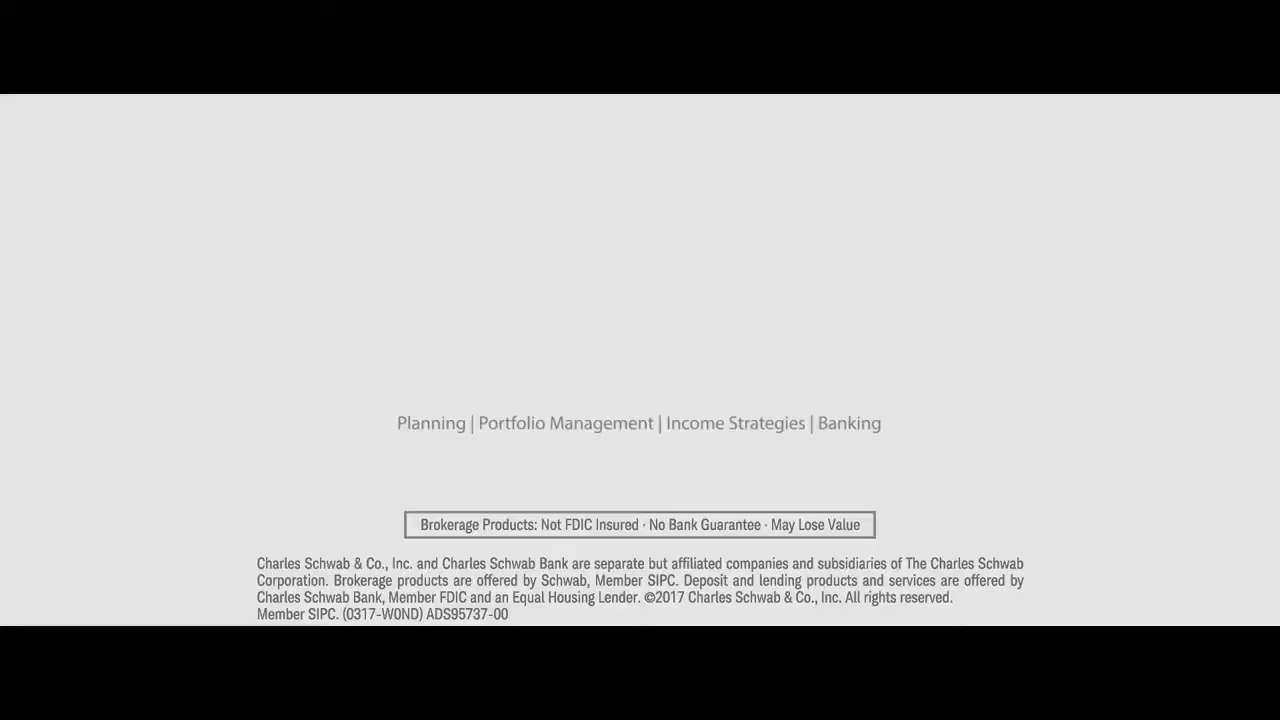 Planning | Portfolio Management | Income Strategies | Banking
Brokerage Products: Not FDIC Insured · No Bank Guarantee · May Lose Value
Charles Schwab & Co., Inc. and Charles Schwab Bank are separate but affiliated companies and subsidiaries of The Charles Schwab
Corporation. Brokerage products are offered by Schwab, Member SIPC. Deposit and lending products and services are offered by
Charles Schwab Bank, Member FDIC and an Equal Housing Lender. ©2017 Charles Schwab & Co., Inc. All rights reserved.
Member SIPC. (0317-W0ND) ADS95737-00